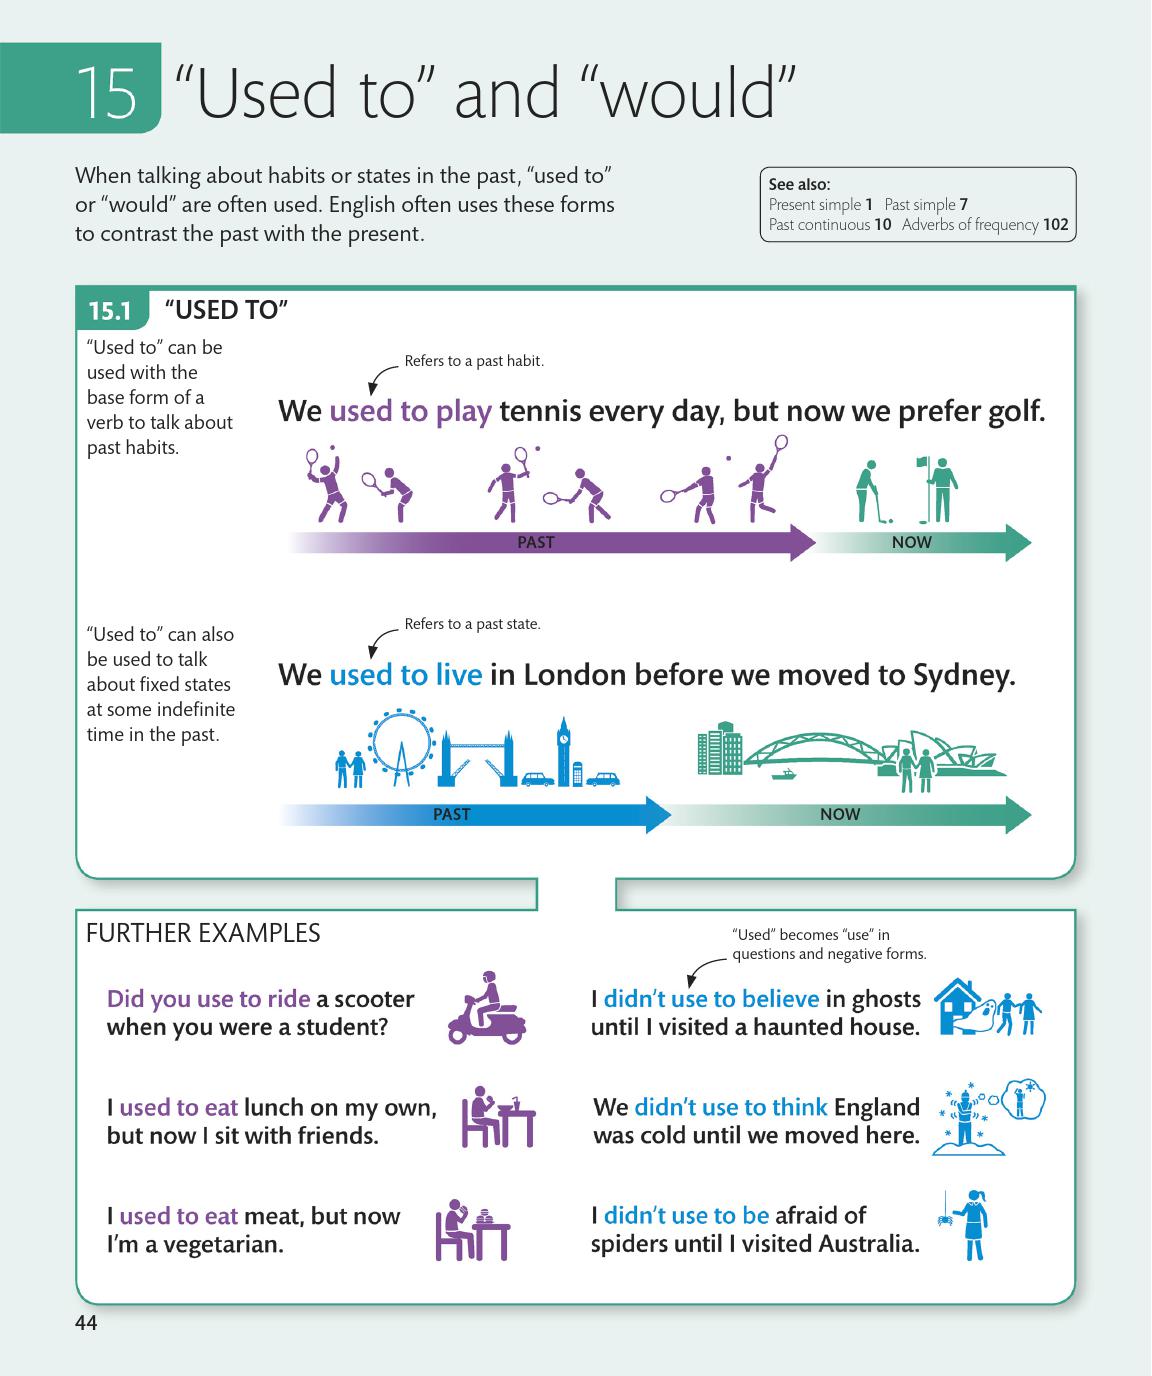 15 “Used to” and “would”
When talking about habits or states in the past, “used to”
or “would” are often used. English often uses these forms
to contrast the past with the present.
See also:
Present simple 1 Past simple 7
Past continuous 10 Adverbs of frequency 102
15.1 “USED TO”
“Used to” can be
used with the
base form of a
verb to talk about
past habits.
Refers to a past habit.
We used to play tennis every day, but now we prefer golf.
PAST NOW
“Used to” can also
be used to talk
about fixed states
at some indefinite
time in the past.
Refers to a past state.
We used to live in London before we moved to Sydney.
PAST NOW
FURTHER EXAMPLES
Did you use to ride a scooter
when you were a student?
I used to eat lunch on my own,
but now I sit with friends.
I used to eat meat, but now
I’m a vegetarian.
“Used” becomes “use” in
questions and negative forms.
I didn’t use to believe in ghosts
until I visited a haunted house.
We didn’t use to think England
was cold until we moved here.
I didn’t use to be afraid of
spiders until I visited Australia.
44